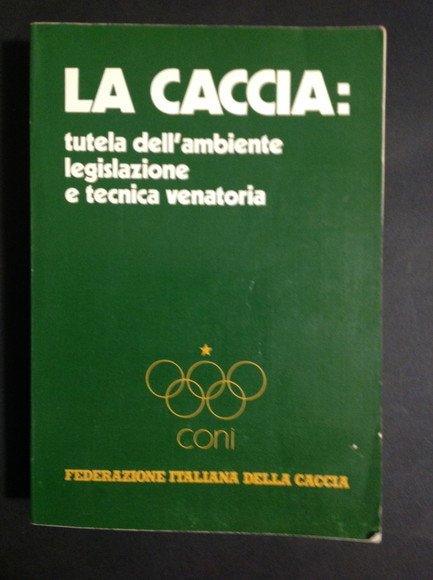 LA CACCIA:
tutela dell'ambiente
legislazione
e tecnica venatoria
coni
FEDERAZIONE ITALIANA DELLA CACCIA